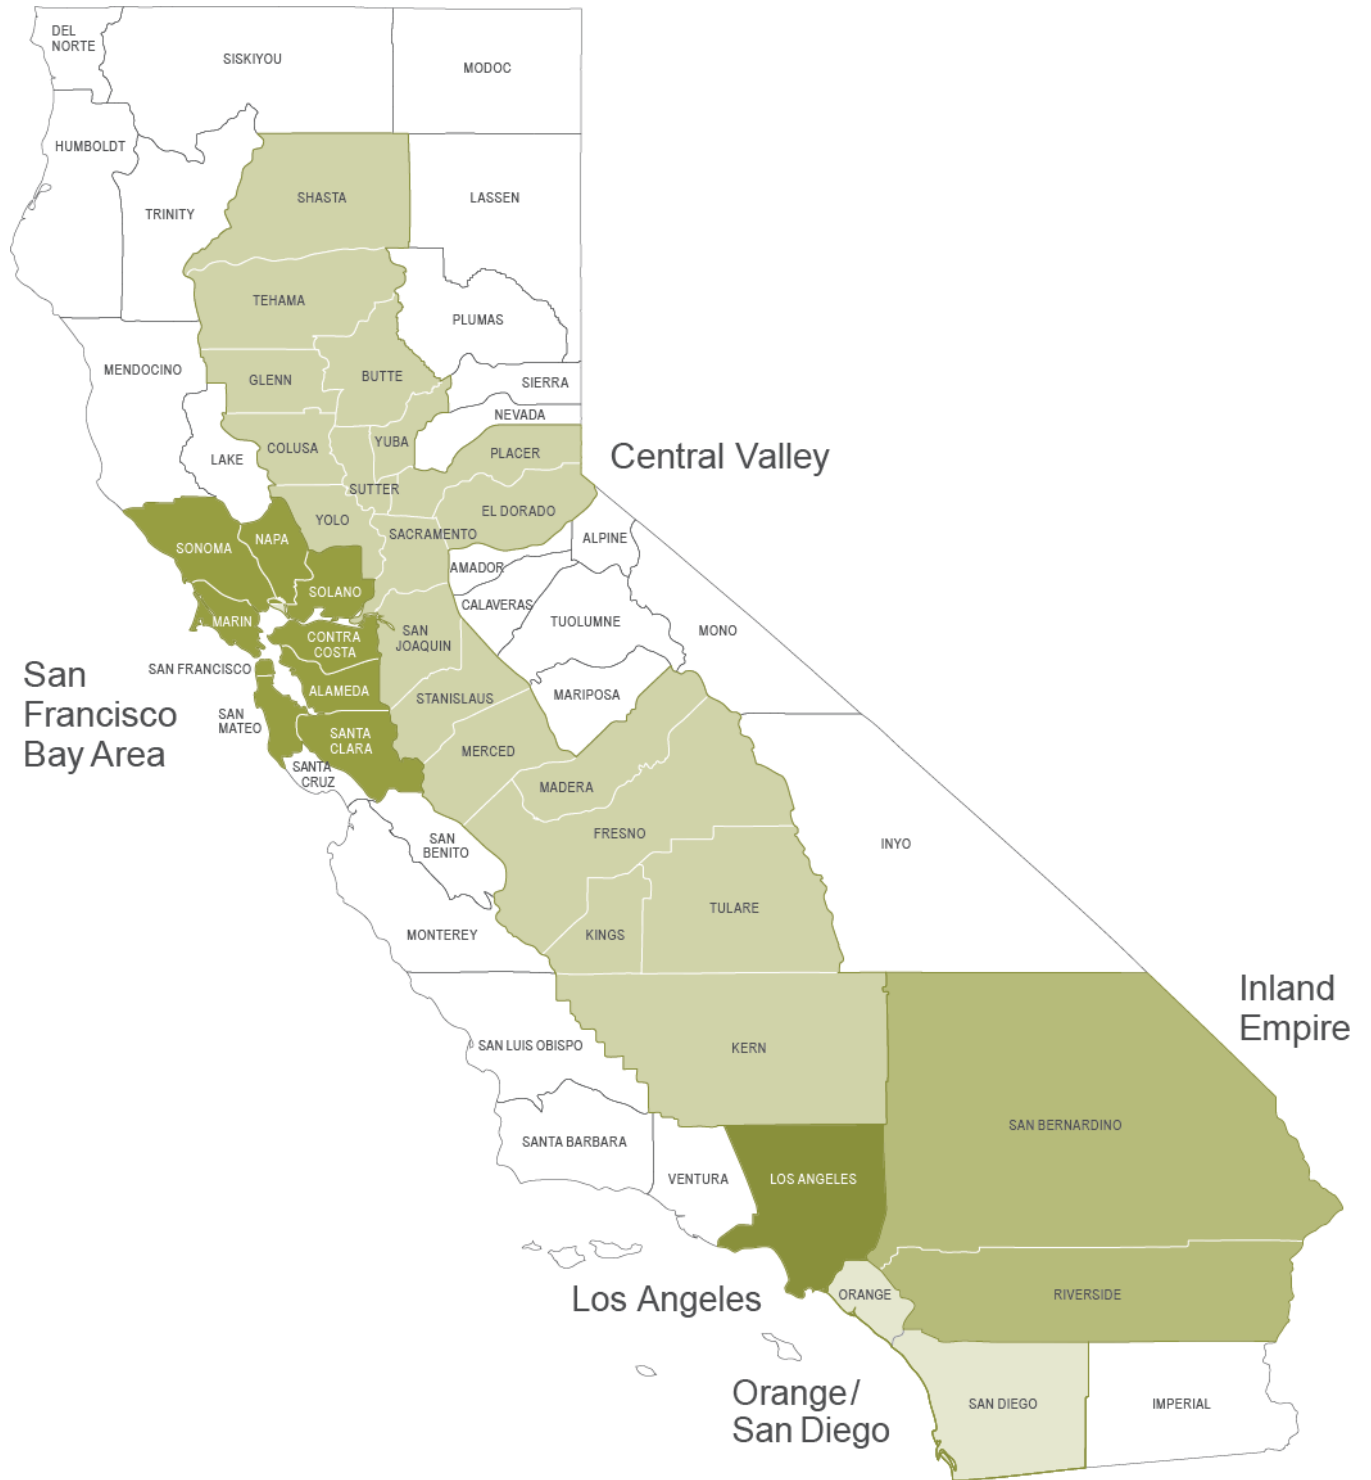 DEL
NORTE
SISKIYOU
MODOC
HUMBOLDT
TRINITY
SHASTA
LASSEN
TEHAMA
PLUMAS
MENDOCINO
GLENN
BUTTE
SIERRA
NEVADA
LAKE
COLUSA
YUBA
PLACER
Central Valley
SUTTER
EL DORADO
YOLO
SACRAMENTO
SONOMA
NAPA
ALPINE
AMADOR
SOLANO
CALAVERAS
MARIN
TUOLUMNE
MONO
CONTRA
COSTA
SAN
JOAQUIN
SAN FRANCISCO
San
Francisco
Bay Area
ALAMEDA
STANISLAUS
MARIPOSA
SAN
MATEO
SANTA
CLARA
MERCED
SANTA
CRUZ
MADERA
FRESNO
SAN
BENITO
INYO
TULARE
MONTEREY
KINGS
Inland
Empire
SAN LUIS OBISPO
KERN
SAN BERNARDINO
SANTA BARBARA
VENTURA
LOS ANGELES
Los Angeles
ORANGE
RIVERSIDE
Orange/
San Diego
SAN DIEGO
IMPERIAL